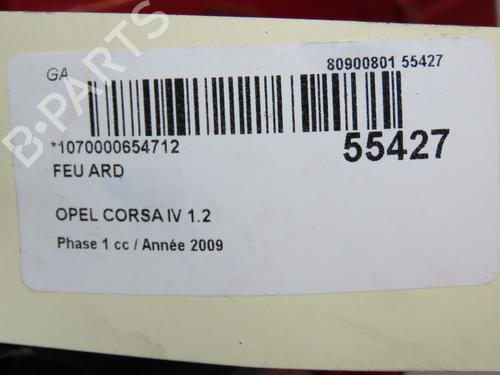 GA
80900801 55427
*1070000654712
55427
FEU ARD
OPEL CORSA IV 1.2
Phase 1 cc / Année 2009
B-PARTS